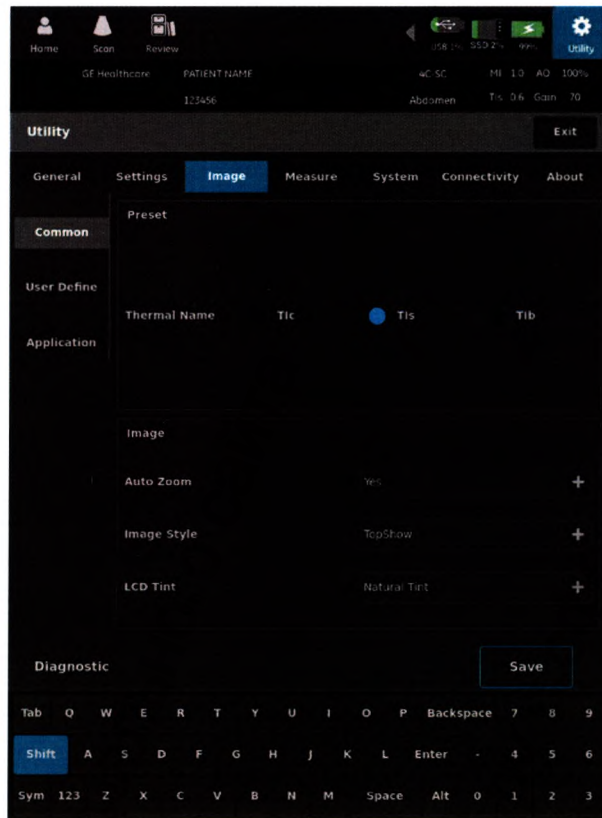 Home Scan Review USB 1% SSD 2% 99% Utility
GE Healthcare PATIENT NAME 4C-SC MI 1.0 AO 100%
123456 Abdomen TIs 0.6 Gain 70
Utility Exit
General Settings Image Measure System Connectivity About
Preset
Common
User Define
Thermal Name TIc TIs TIb
Application
Image
Auto Zoom Yes +
Image Style TopShow +
LCD Tint Natural Tint +
Diagnostic Save
Tab Q W E R T Y U I O P Backspace 7 8 9
Shift A S D F G H J K L Enter - 4 5 6
Sym 123 Z X C V B N M Space Alt 0 1 2 3